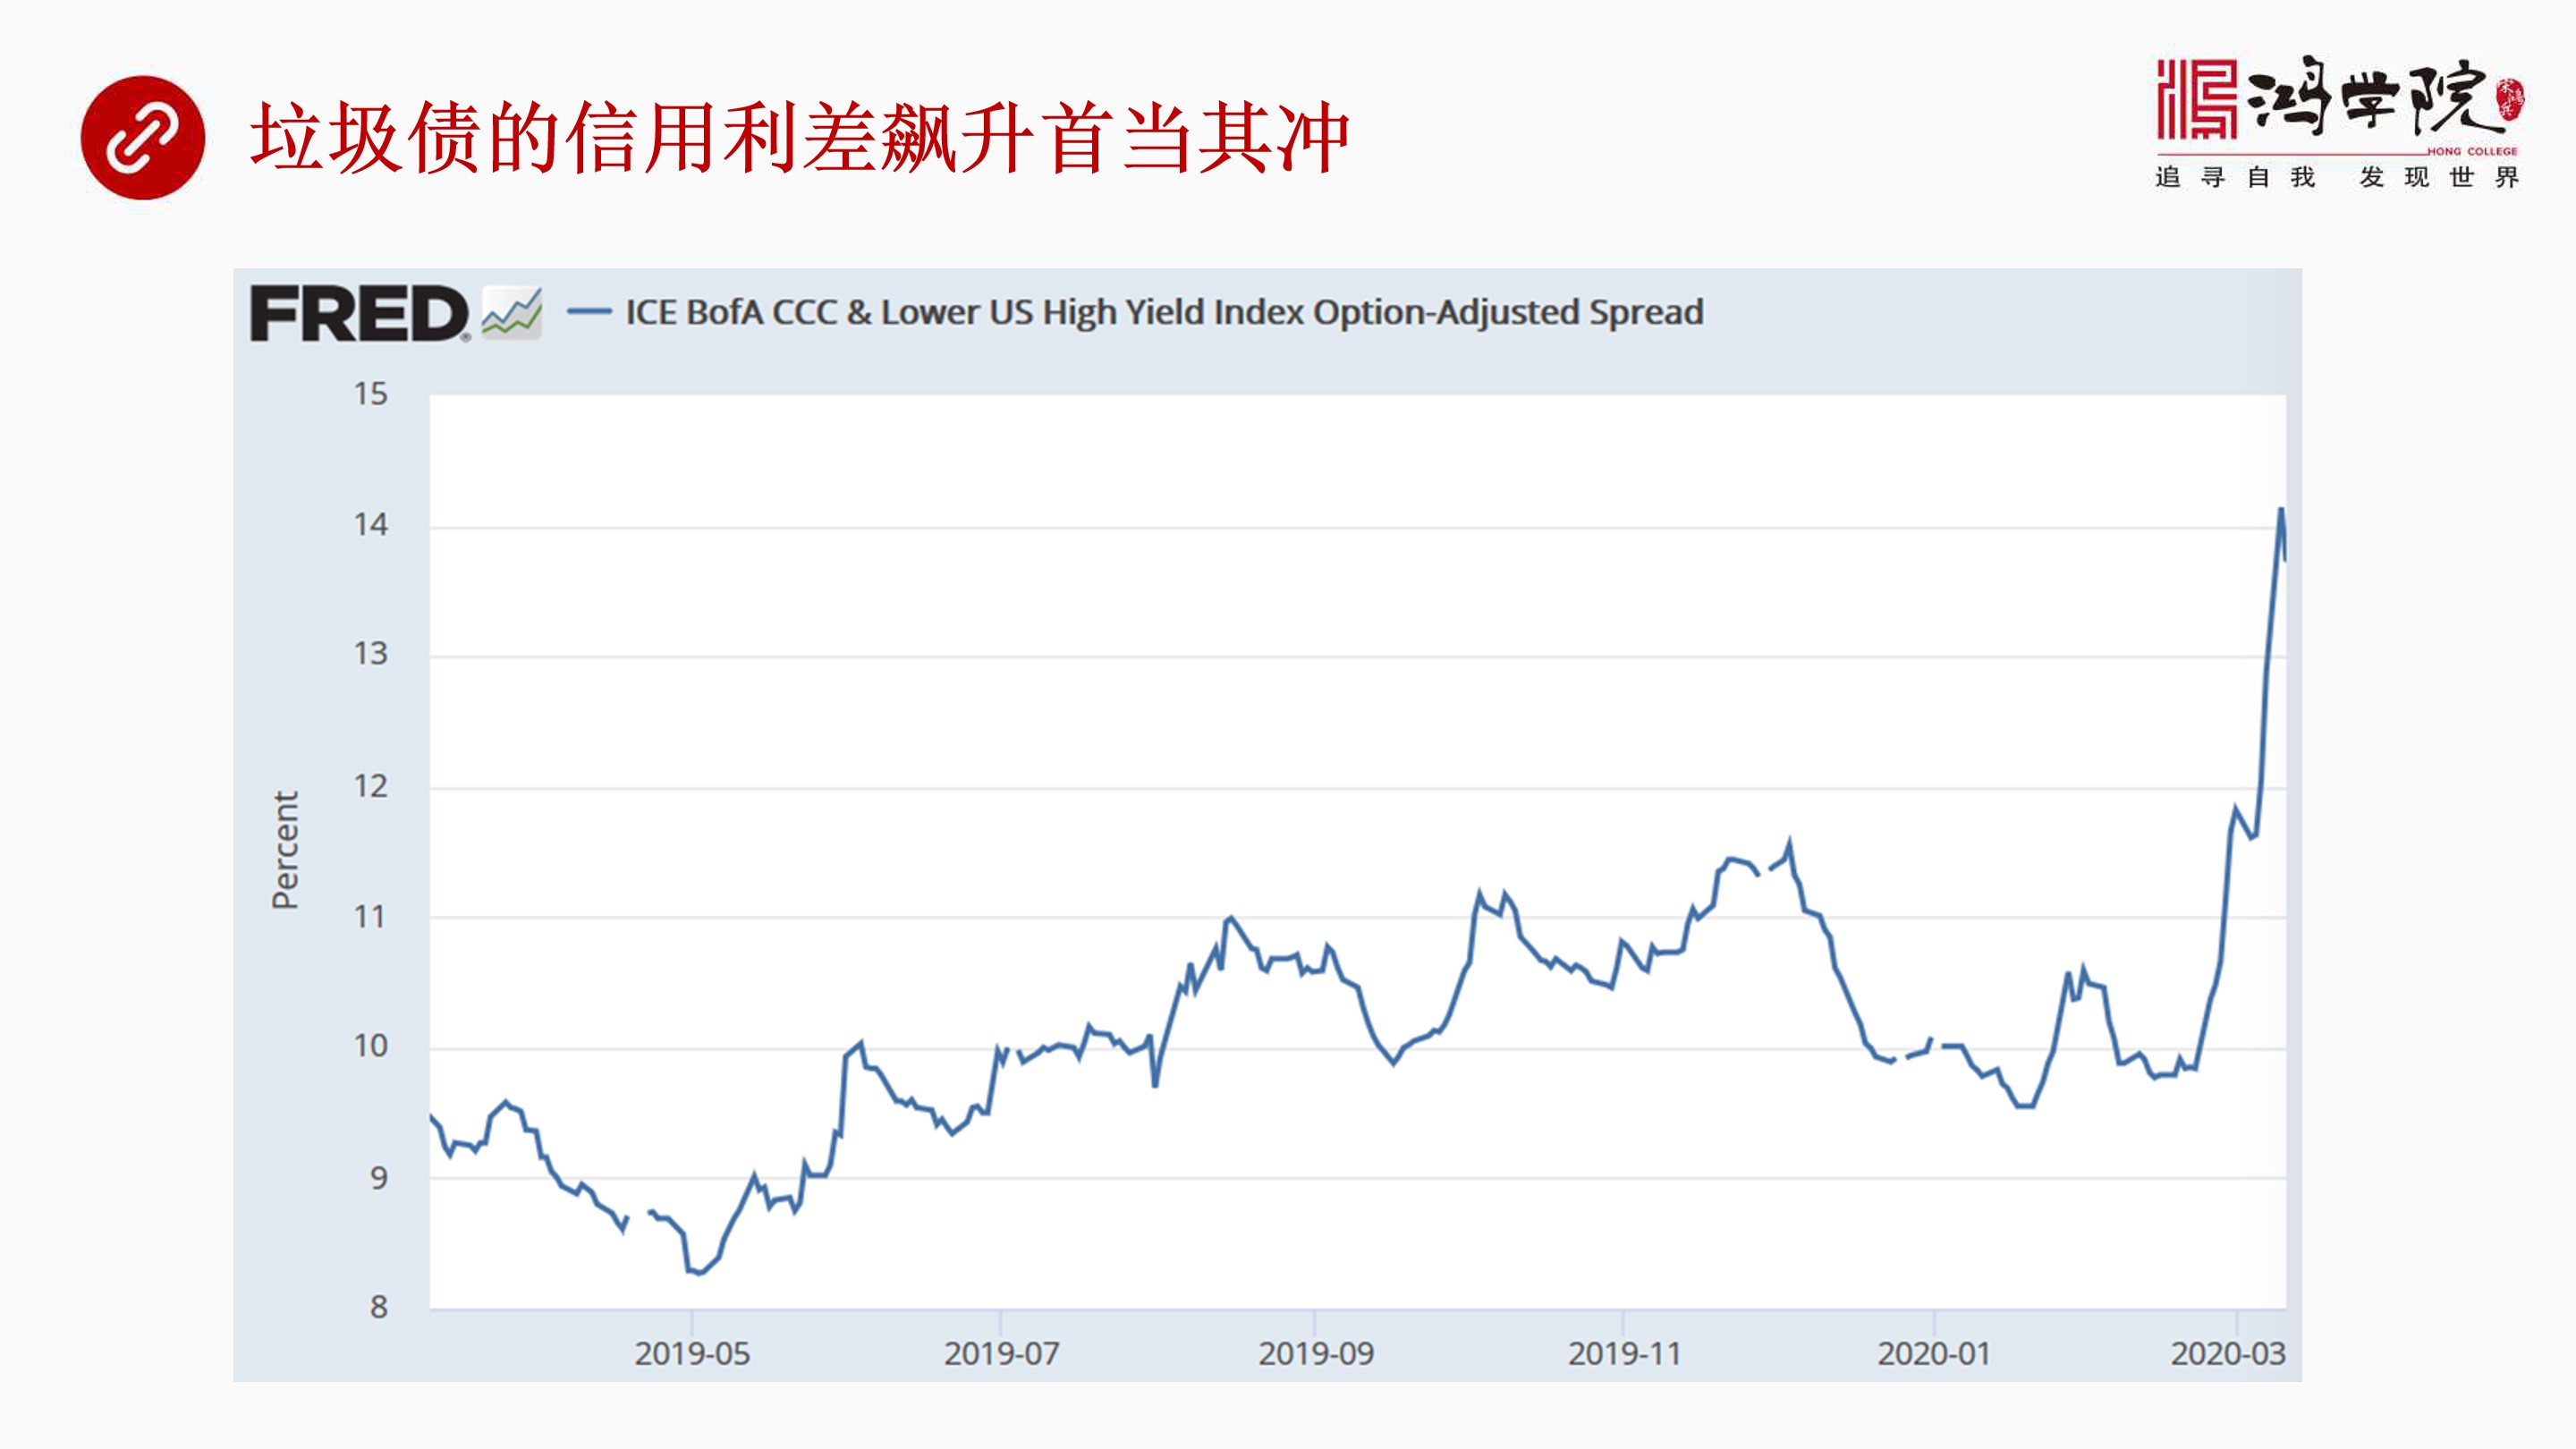 垃圾债的信用利差飙升首当其冲
鸿学院
HONG COLLEGE
追寻自我 发现世界
FRED
ICE BofA CCC & Lower US High Yield Index Option-Adjusted Spread
15
14
13
12
11
10
9
8
Percent
2019-05 2019-07 2019-09 2019-11 2020-01 2020-03